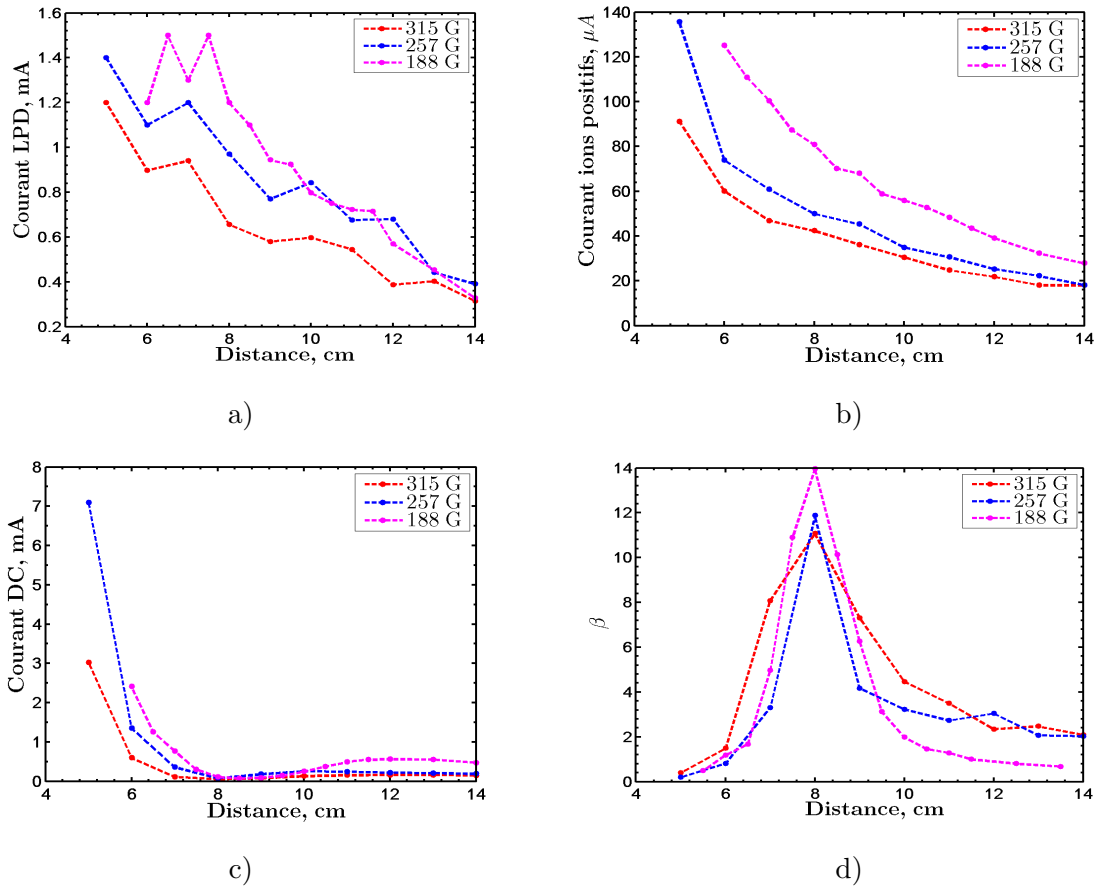 1.6
1.4
1.2
1
0.8
0.6
0.4
0.2
4
6
8
10
12
14
Courant LPD, mA
Distance, cm
315 G
257 G
188 G
a)
140
120
100
80
60
40
20
0
4
6
8
10
12
14
Courant ions positifs, μA
Distance, cm
315 G
257 G
188 G
b)
8
7
6
5
4
3
2
1
0
4
6
8
10
12
14
Courant DC, mA
Distance, cm
315 G
257 G
188 G
c)
14
12
10
8
6
4
2
0
4
6
8
10
12
14
β
Distance, cm
315 G
257 G
188 G
d)